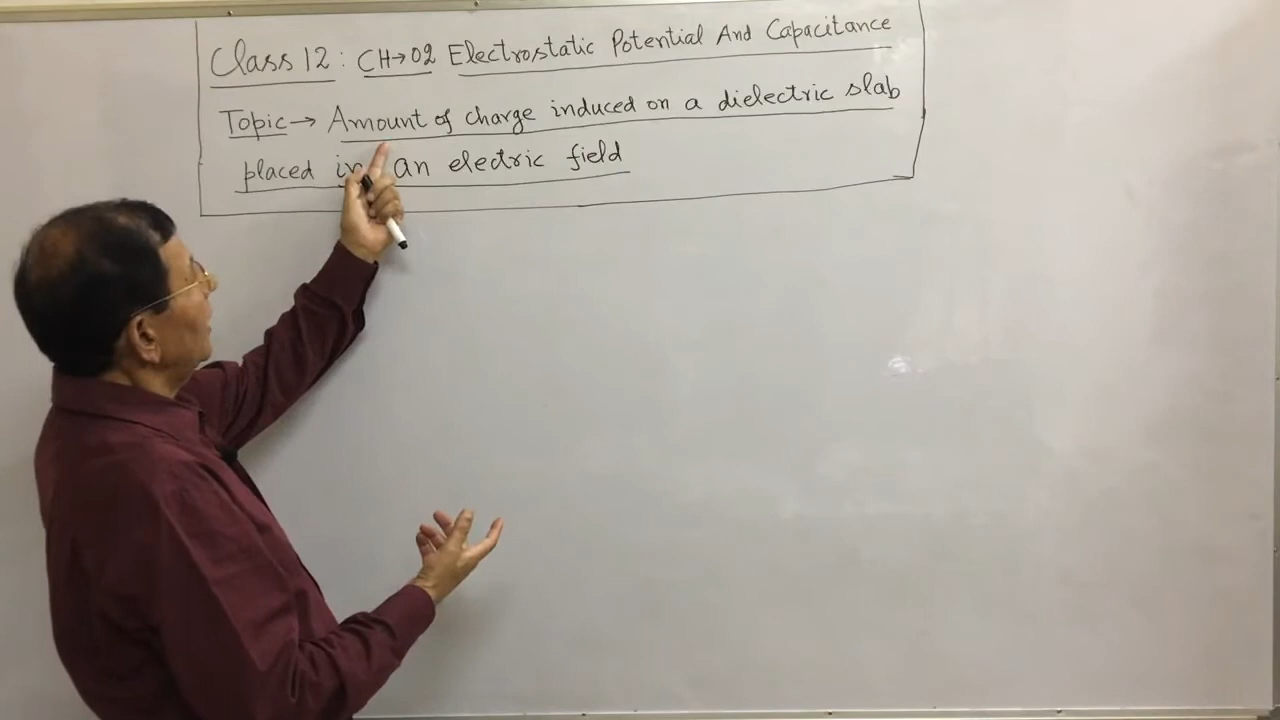 Class 12 : CH→02 Electrostatic Potential And Capacitance
Topic→ Amount of charge induced on a dielectric slab
placed in an electric field